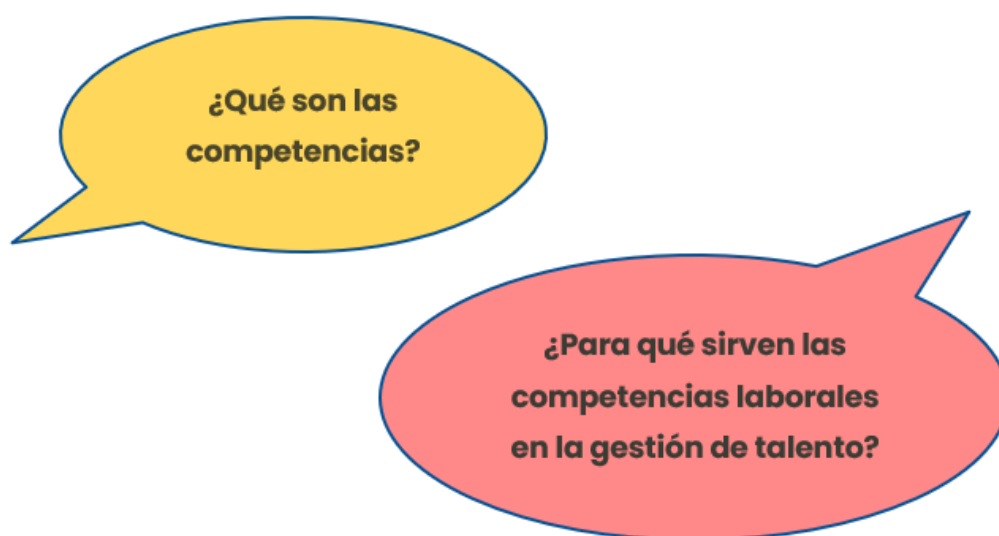 ¿Qué son las
competencias?
¿Para qué sirven las
competencias laborales
en la gestión de talento?